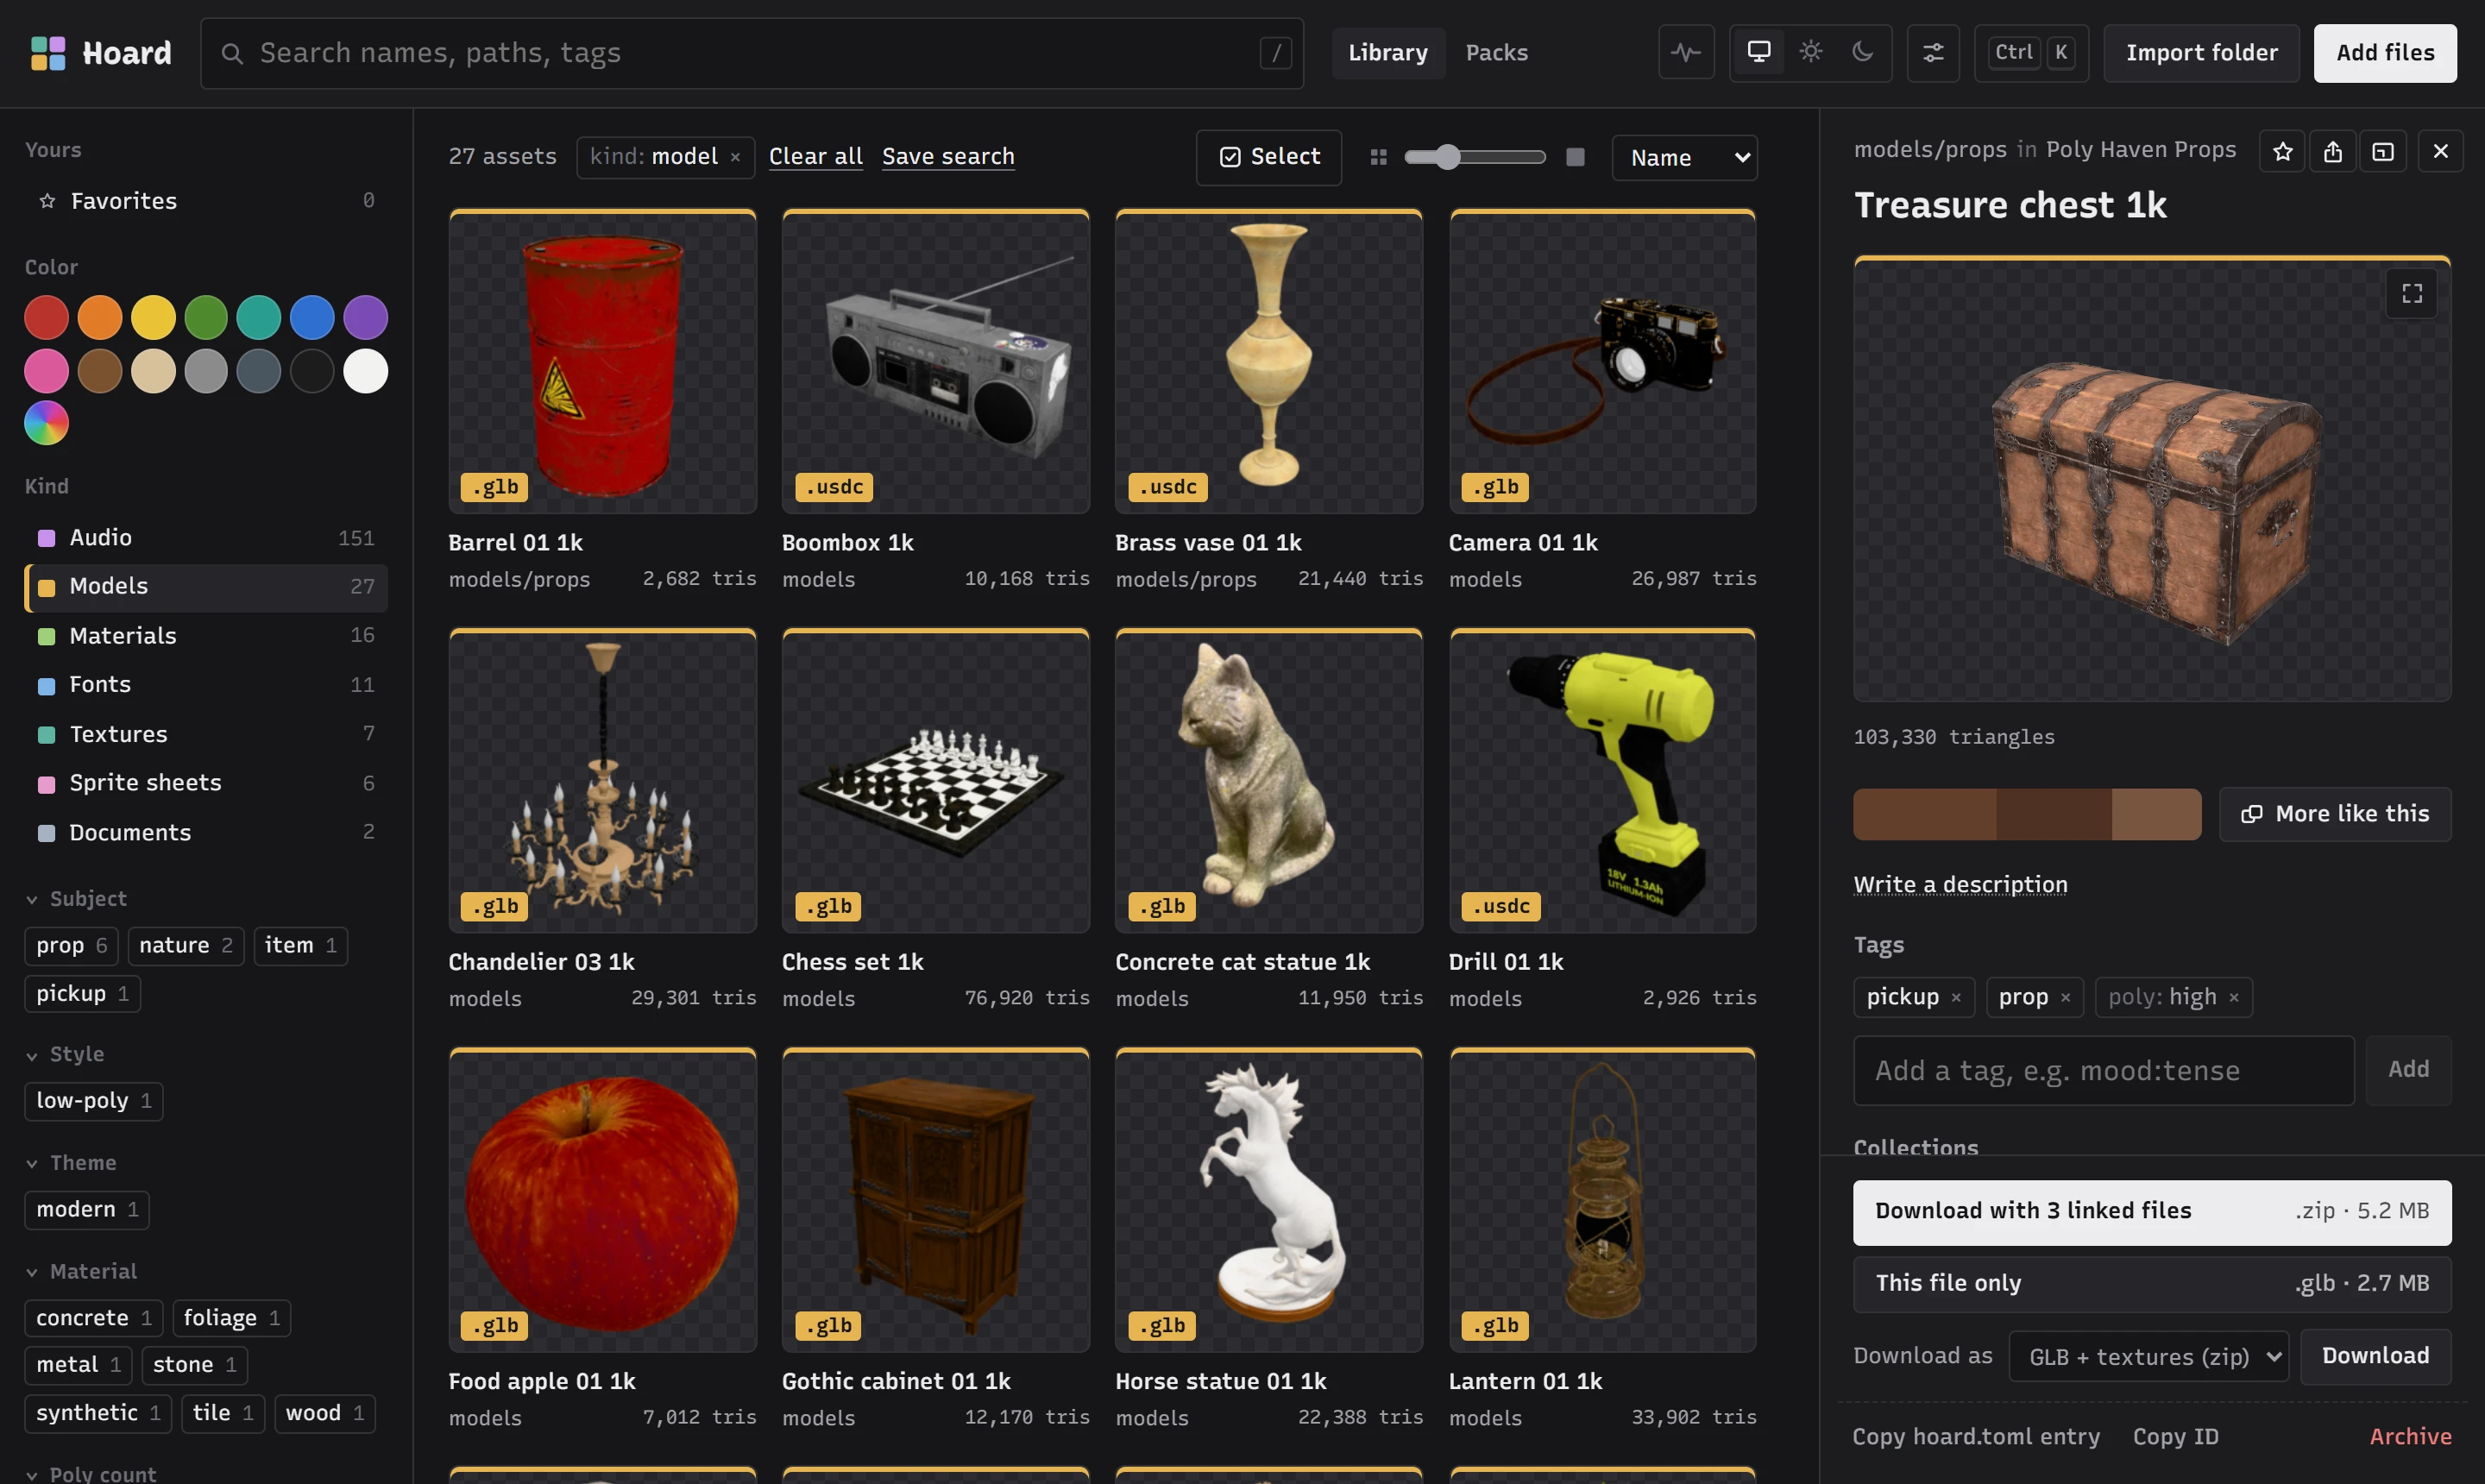 Hoard
Search names, paths, tags
/
Library
Packs
Ctrl K
Import folder
Add files
Yours
Favorites 0
Color
Kind
Audio 151
Models 27
Materials 16
Fonts 11
Textures 7
Sprite sheets 6
Documents 2
Subject
prop 6 nature 2 item 1
pickup 1
Style
low-poly 1
Theme
modern 1
Material
concrete 1 foliage 1
metal 1 stone 1
synthetic 1 tile 1 wood 1
Poly count
27 assets kind: model × Clear all Save search
Select
Name
.glb
Barrel 01 1k
models/props 2,682 tris
.usdc
Boombox 1k
models 10,168 tris
.usdc
Brass vase 01 1k
models/props 21,440 tris
.glb
Camera 01 1k
models 26,987 tris
.glb
Chandelier 03 1k
models 29,301 tris
.glb
Chess set 1k
models 76,920 tris
.glb
Concrete cat statue 1k
models 11,950 tris
18V 1.3Ah
LITHIUM-ION
.usdc
Drill 01 1k
models 2,926 tris
.glb
Food apple 01 1k
models 7,012 tris
.glb
Gothic cabinet 01 1k
models 12,170 tris
.glb
Horse statue 01 1k
models 22,388 tris
.glb
Lantern 01 1k
models 33,902 tris
models/props in Poly Haven Props
Treasure chest 1k
103,330 triangles
More like this
Write a description
Tags
pickup × prop × poly: high ×
Add a tag, e.g. mood:tense
Add
Collections
Download with 3 linked files .zip · 5.2 MB
This file only .glb · 2.7 MB
Download as GLB + textures (zip) Download
Copy hoard.toml entry Copy ID Archive